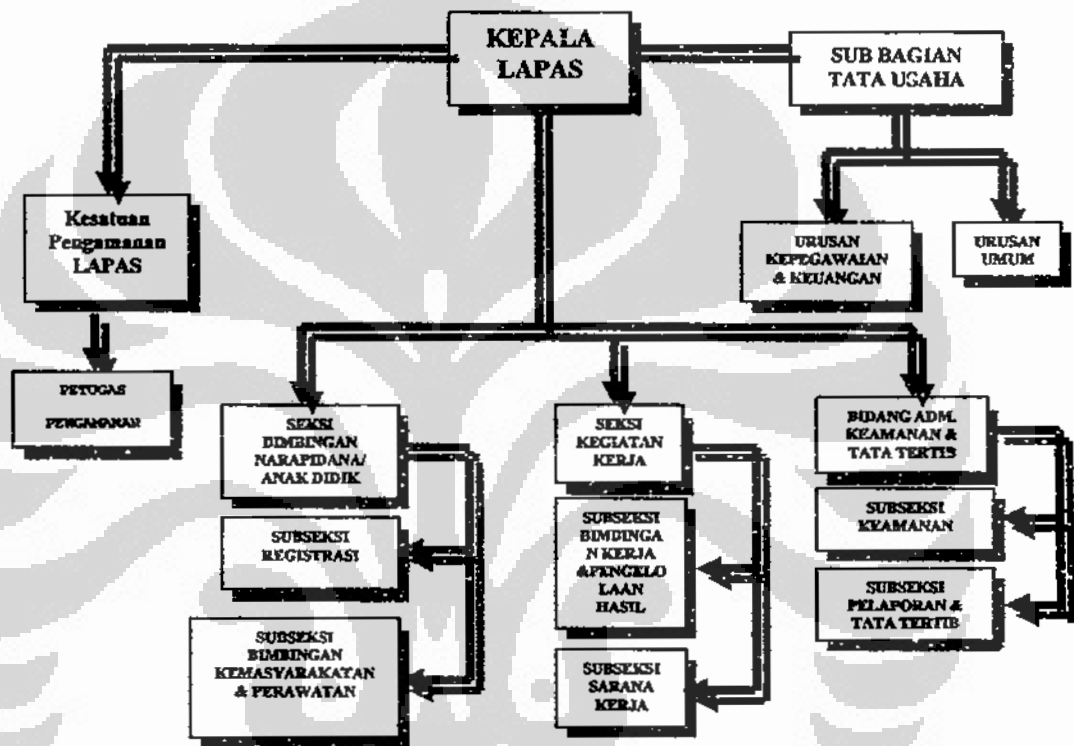 KEPALA
LAPAS
SUB BAGIAN
TATA USAHA
Kesatuan
Pengamanan
LAPAS
URUSAN
KEPEGAWAIAN
& KEUANGAN
URUSAN
UMUM
PETUGAS
PENGAMANAN
SEKSI
BIMBINGAN
NARAPIDANA/
ANAK DIDIK
SEKSI
KEGIATAN
KERJA
BIDANG ADM.
KEAMANAN &
TATA TERTIB
SUBSEKSI
REGISTRASI
SUBSEKSI
BIMBINGA
N KERJA
&PENGELO
LAAN
HASIL
SUBSEKSI
KEAMANAN
SUBSEKSI
PELAPORAN &
TATA TERTIB
SUBSEKSI
BIMBINGAN
KEMASYARAKATAN
& PERAWATAN
SUBSEKSI
SARANA
KERJA